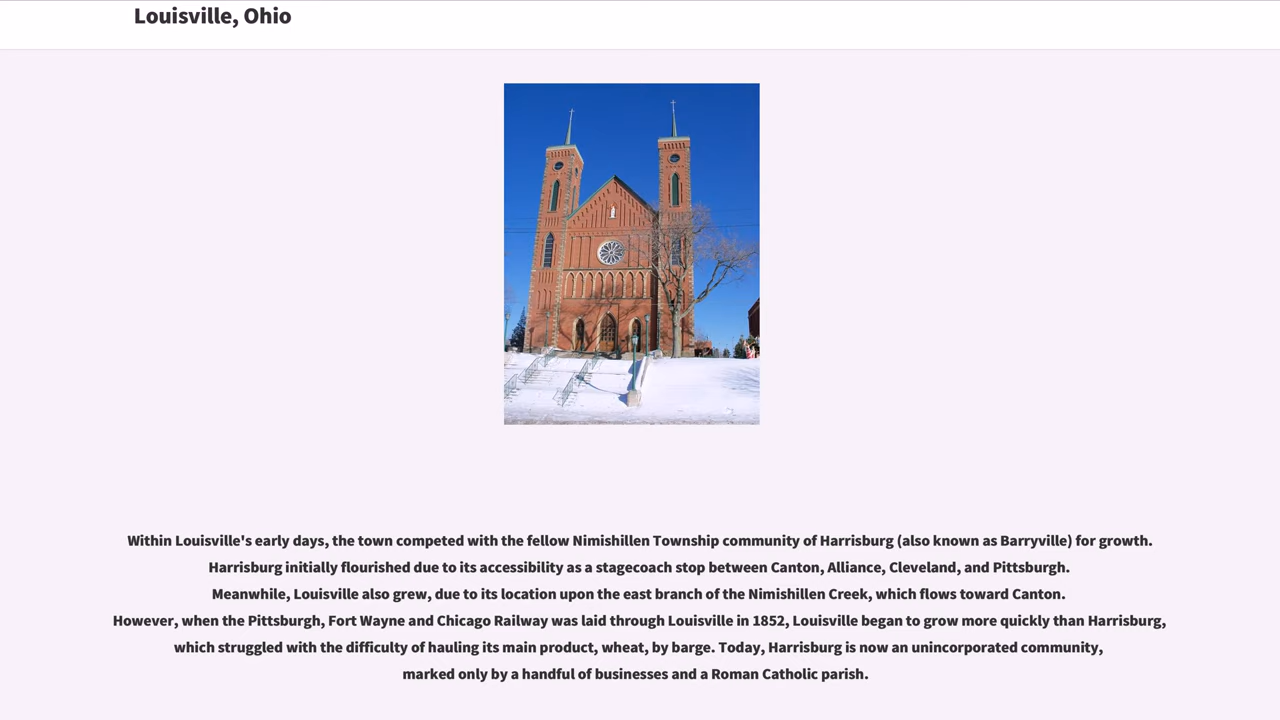 Louisville, Ohio
Within Louisville's early days, the town competed with the fellow Nimishillen Township community of Harrisburg (also known as Barryville) for growth.
Harrisburg initially flourished due to its accessibility as a stagecoach stop between Canton, Alliance, Cleveland, and Pittsburgh.
Meanwhile, Louisville also grew, due to its location upon the east branch of the Nimishillen Creek, which flows toward Canton.
However, when the Pittsburgh, Fort Wayne and Chicago Railway was laid through Louisville in 1852, Louisville began to grow more quickly than Harrisburg,
which struggled with the difficulty of hauling its main product, wheat, by barge. Today, Harrisburg is now an unincorporated community,
marked only by a handful of businesses and a Roman Catholic parish.